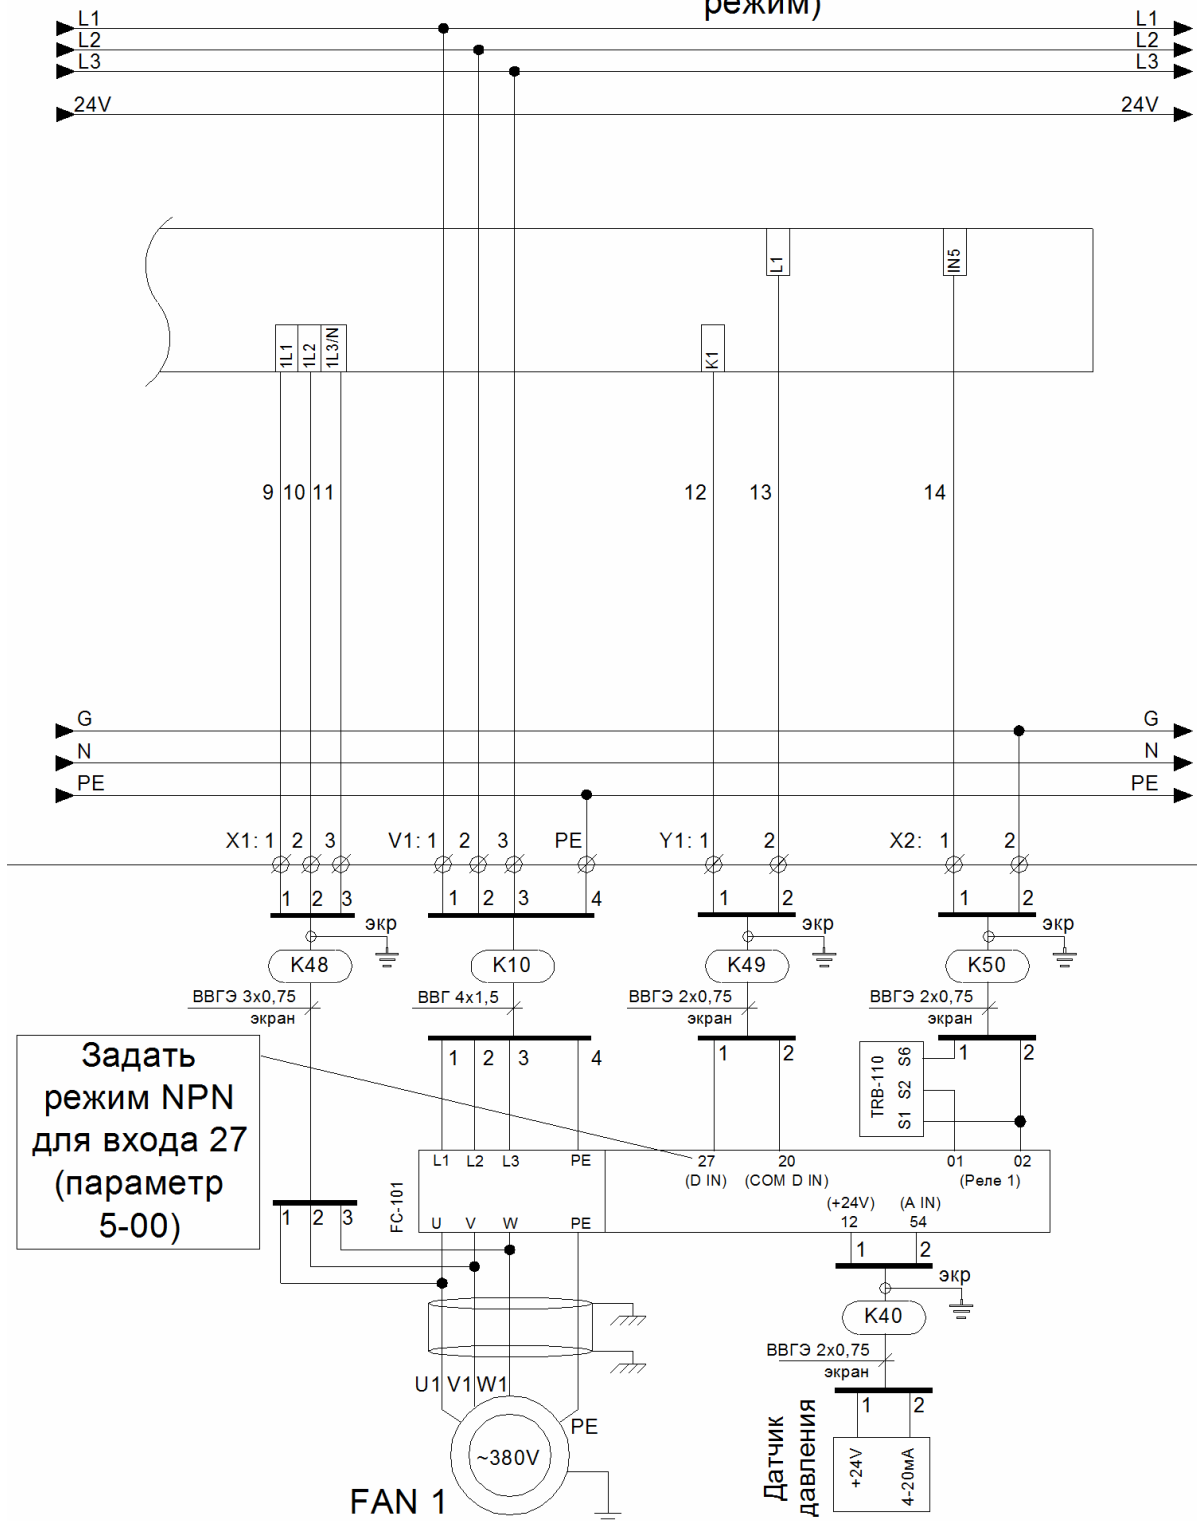 режим)
L1 L1
L2 L2
L3 L3
24V 24V
L1 IN5
1L1 1L2 1L3/N K1
9 10 11 12 13 14
G G
N N
PE PE
X1: 1 2 3 V1: 1 2 3 PE Y1: 1 2 X2: 1 2
1 2 3 1 2 3 4 1 2 1 2
экр экр экр
K48 K10 K49 K50
ВВГЭ 3x0,75 ВВГ 4x1,5 ВВГЭ 2x0,75 ВВГЭ 2x0,75
экран экран экран
Задать
режим NPN
для входа 27
(параметр
5-00)
1 2 3 4 1 2 1 2
TRB-110 S1 S2 S6
L1 L2 L3 PE 27 20 01 02
(D IN) (COM D IN) (Реле 1)
FC-101
(+24V) (A IN)
U V W PE 12 54
1 2 3
1 2
экр
K40
ВВГЭ 2x0,75
экран
U1 V1 W1
1 2
PE
~380V
FAN 1
Датчик
давления
+24V 4-20мА